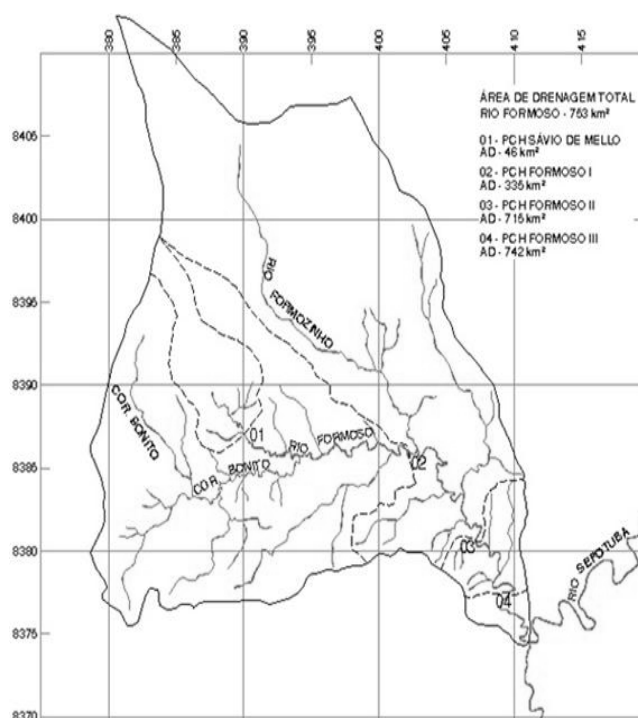 380
385
390
395
400
405
410
415
8405
8400
8395
8390
8385
8380
8375
8370
ÁREA DE DRENAGEM TOTAL
RIO FORMOSO - 753 km²
01 - PCH SÁVIO DE MELLO
AD - 46 km²
02 - PCH FORMOSO I
AD - 335 km²
03 - PCH FORMOSO II
AD - 715 km²
04 - PCH FORMOSO III
AD - 742 km²
RIO FORMOZINHO
COR. BONITO
01
RIO FORMOSO
02
COR. BONITO
03
04
RIO SEPOTUBA